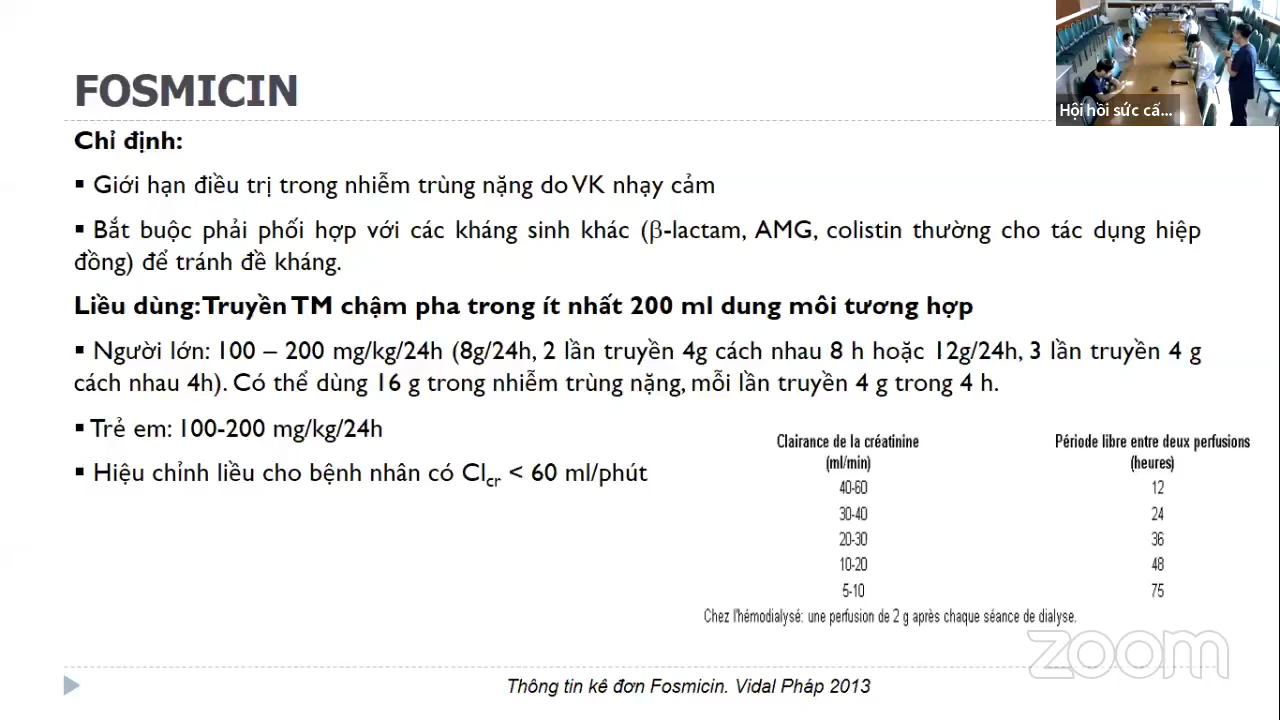 FOSMICIN
Hội hồi sức cấ...
Chỉ định:
▪ Giới hạn điều trị trong nhiễm trùng nặng do VK nhạy cảm
▪ Bắt buộc phải phối hợp với các kháng sinh khác (β-lactam, AMG, colistin thường cho tác dụng hiệp
đồng) để tránh đề kháng.
Liều dùng: Truyền TM chậm pha trong ít nhất 200 ml dung môi tương hợp
▪ Người lớn: 100 – 200 mg/kg/24h (8g/24h, 2 lần truyền 4g cách nhau 8 h hoặc 12g/24h, 3 lần truyền 4 g
cách nhau 4h). Có thể dùng 16 g trong nhiễm trùng nặng, mỗi lần truyền 4 g trong 4 h.
▪ Trẻ em: 100-200 mg/kg/24h
▪ Hiệu chỉnh liều cho bệnh nhân có Clcr < 60 ml/phút
Clairance de la créatinine Période libre entre deux perfusions
(ml/min) (heures)
40-60 12
30-40 24
20-30 36
10-20 48
5-10 75
Chez l'hémodialysé: une perfusion de 2 g après chaque séance de dialyse.
zoom
Thông tin kê đơn Fosmicin. Vidal Pháp 2013